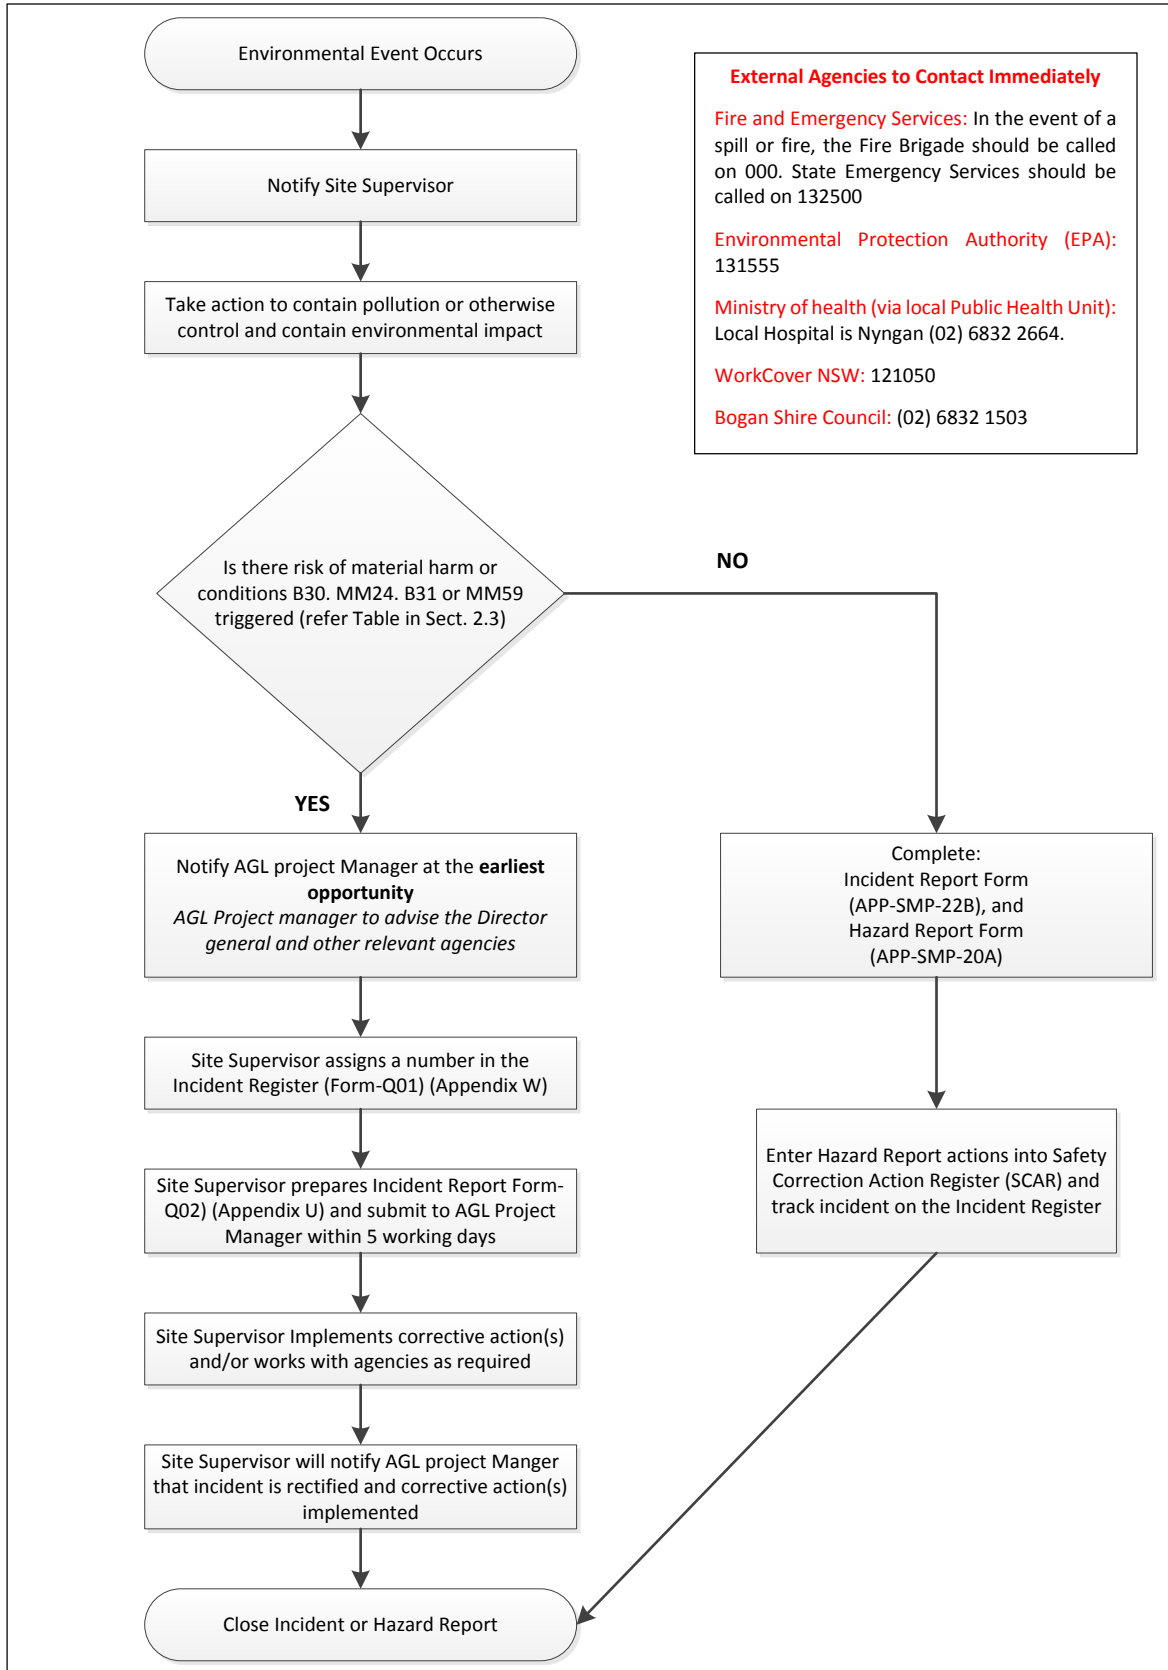 Environmental Event Occurs
External Agencies to Contact Immediately
Fire and Emergency Services: In the event of a
spill or fire, the Fire Brigade should be called
on 000. State Emergency Services should be
called on 132500
Environmental Protection Authority (EPA):
131555
Ministry of health (via local Public Health Unit):
Local Hospital is Nyngan (02) 6832 2664.
WorkCover NSW: 121050
Bogan Shire Council: (02) 6832 1503
Notify Site Supervisor
Take action to contain pollution or otherwise
control and contain environmental impact
Is there risk of material harm or
conditions B30. MM24. B31 or MM59
triggered (refer Table in Sect. 2.3)
NO
YES
Notify AGL project Manager at the earliest
opportunity
AGL Project manager to advise the Director
general and other relevant agencies
Complete:
Incident Report Form
(APP-SMP-22B), and
Hazard Report Form
(APP-SMP-20A)
Site Supervisor assigns a number in the
Incident Register (Form-Q01) (Appendix W)
Enter Hazard Report actions into Safety
Correction Action Register (SCAR) and
track incident on the Incident Register
Site Supervisor prepares Incident Report Form-
Q02) (Appendix U) and submit to AGL Project
Manager within 5 working days
Site Supervisor Implements corrective action(s)
and/or works with agencies as required
Site Supervisor will notify AGL project Manger
that incident is rectified and corrective action(s)
implemented
Close Incident or Hazard Report